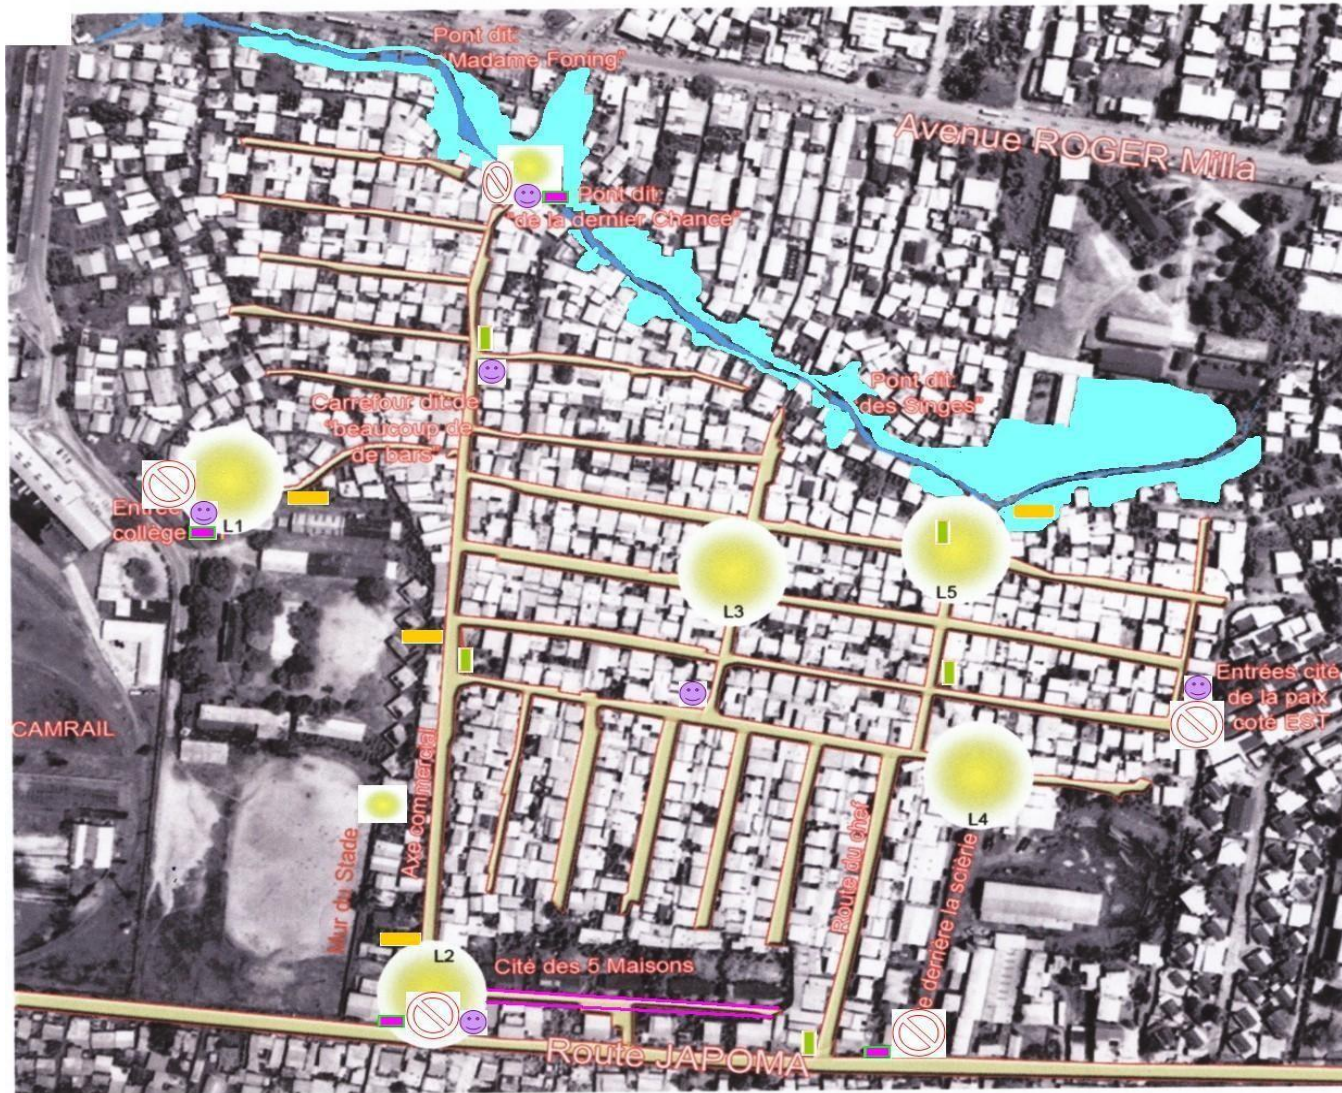 Pont dit:
"Madame Foning"
Avenue ROGER Milla
Pont dit:
"de la dernier Chance"
Pont dit:
des Singes"
Carrefour dit de
"beaucoup de
de bars"
Entrée
collège
L1
L3
L5
Entrées cité
de la paix
coté EST
CAMRAIL
Axe commercial
Mur du Stade
Route du chef
L4
e dernère la scièrie
L2
Cité des 5 Maisons
Route JAPOMA